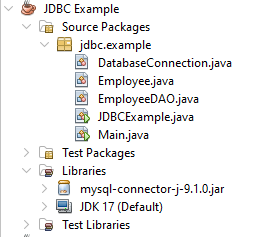 JDBC Example
Source Packages
jdbc.example
DatabaseConnection.java
Employee.java
EmployeeDAO.java
JDBCExample.java
Main.java
Test Packages
Libraries
mysql-connector-j-9.1.0.jar
JDK 17 (Default)
Test Libraries